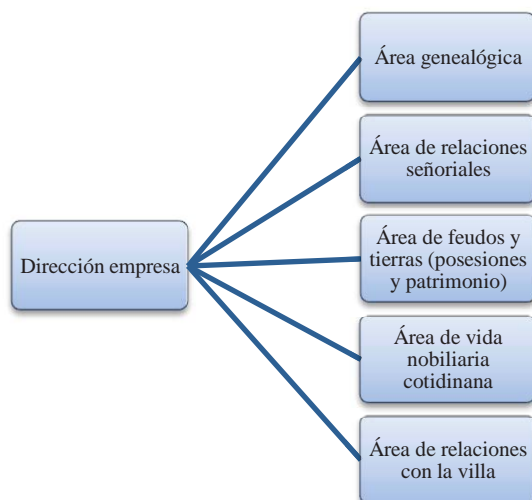 Área genealógica
Área de relaciones
señoriales
Dirección empresa
Área de feudos y
tierras (posesiones
y patrimonio)
Área de vida
nobiliaria
cotidinana
Área de relaciones
con la villa